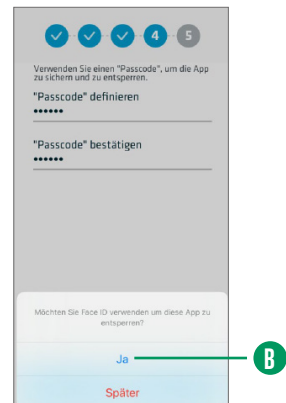 4 5
Verwenden Sie einen "Passcode", um die App
zu sichern und zu entsperren.
"Passcode" definieren
••••••
"Passcode" bestätigen
••••••
Möchten Sie Face ID verwenden um diese App zu
entsperren?
Ja
B
Später